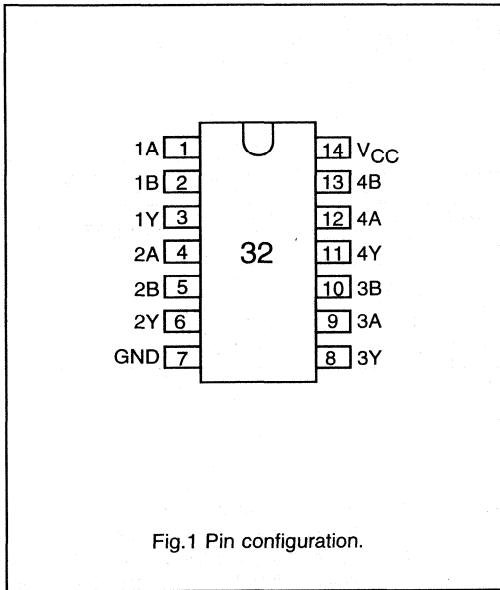 1A 1 14 VCC
1B 2 13 4B
1Y 3 12 4A
2A 4 32 11 4Y
2B 5 10 3B
2Y 6 9 3A
GND 7 8 3Y
Fig.1 Pin configuration.